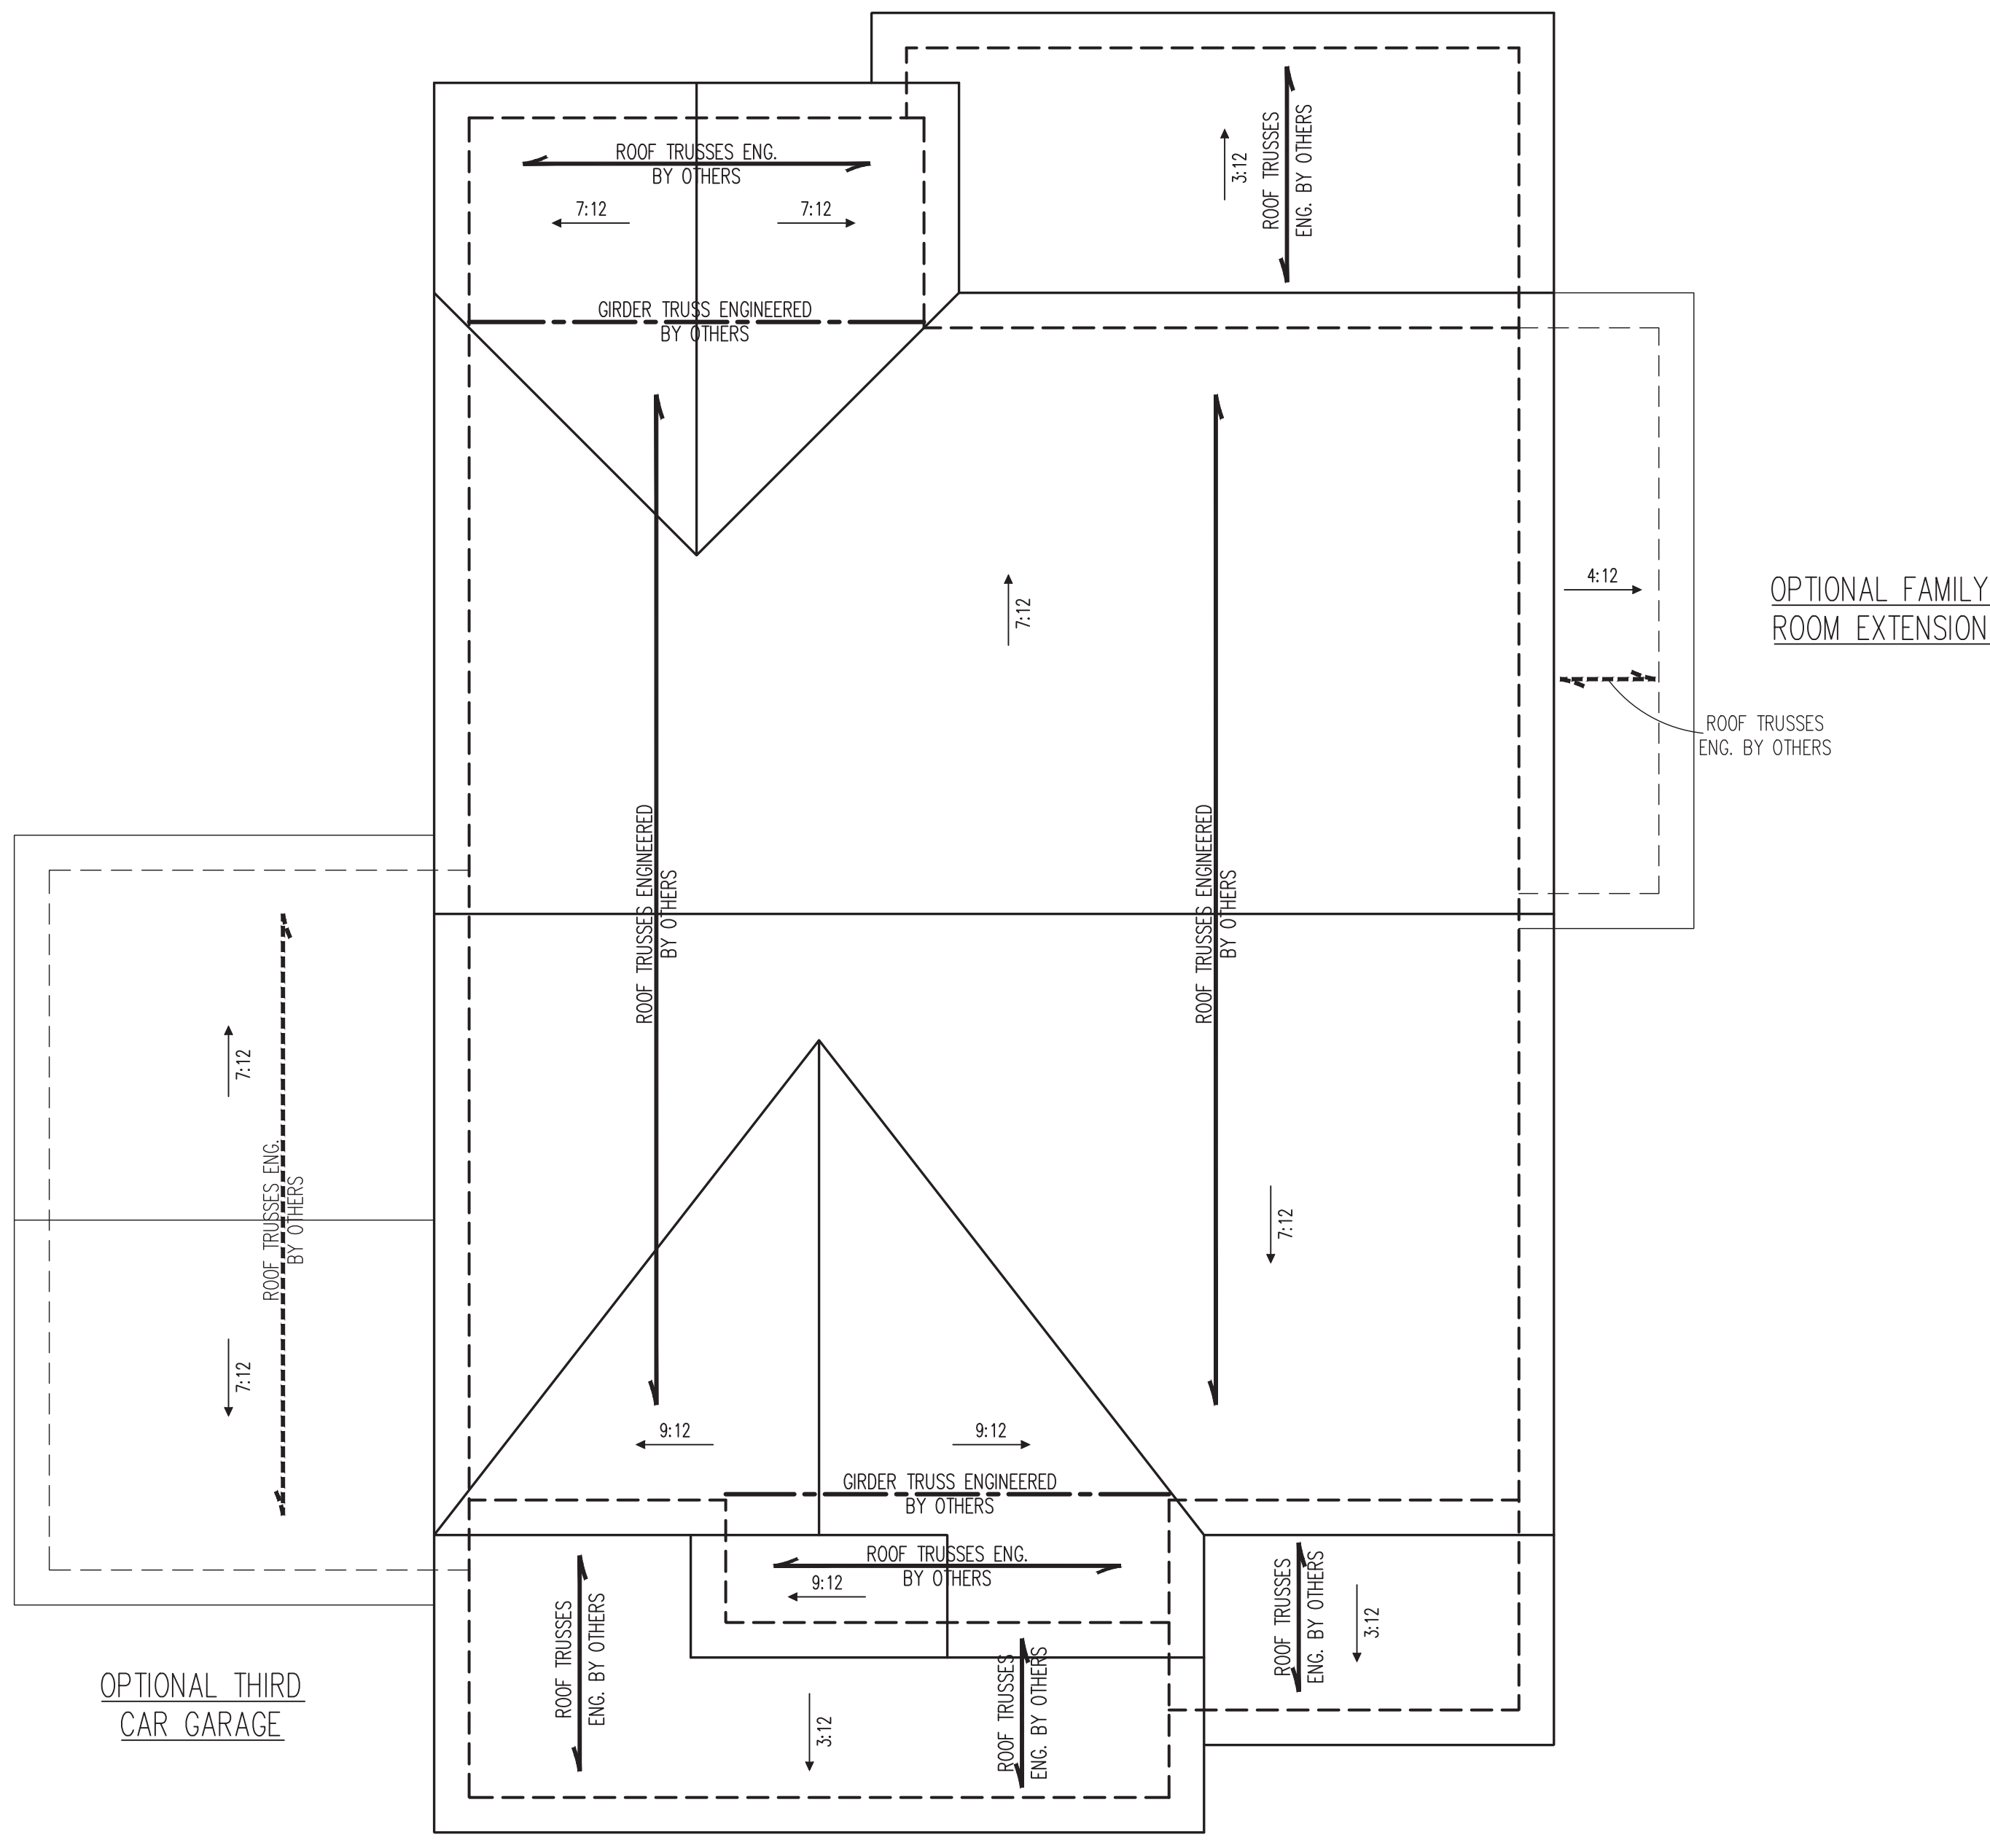 ROOF TRUSSES ENG.
BY OTHERS
7:12
7:12
GIRDER TRUSS ENGINEERED
BY OTHERS
3:12
ROOF TRUSSES
ENG. BY OTHERS
7:12
4:12
OPTIONAL FAMILY
ROOM EXTENSION
ROOF TRUSSES
ENG. BY OTHERS
ROOF TRUSSES ENGINEERED
BY OTHERS
ROOF TRUSSES ENGINEERED
BY OTHERS
7:12
ROOF TRUSSES ENG.
BY OTHERS
7:12
7:12
9:12
9:12
GIRDER TRUSS ENGINEERED
BY OTHERS
ROOF TRUSSES ENG.
BY OTHERS
9:12
ROOF TRUSSES
ENG. BY OTHERS
3:12
ROOF TRUSSES
ENG. BY OTHERS
ROOF TRUSSES
ENG. BY OTHERS
3:12
OPTIONAL THIRD
CAR GARAGE